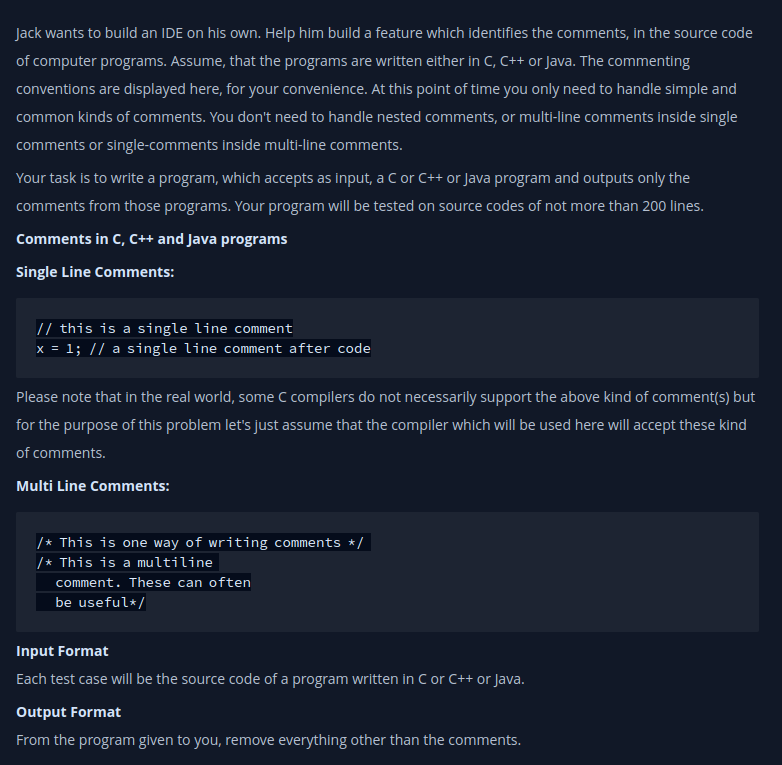 Jack wants to build an IDE on his own. Help him build a feature which identifies the comments, in the source code
of computer programs. Assume, that the programs are written either in C, C++ or Java. The commenting
conventions are displayed here, for your convenience. At this point of time you only need to handle simple and
common kinds of comments. You don't need to handle nested comments, or multi-line comments inside single
comments or single-comments inside multi-line comments.
Your task is to write a program, which accepts as input, a C or C++ or Java program and outputs only the
comments from those programs. Your program will be tested on source codes of not more than 200 lines.
Comments in C, C++ and Java programs
Single Line Comments:
// this is a single line comment
x = 1; // a single line comment after code
Please note that in the real world, some C compilers do not necessarily support the above kind of comment(s) but
for the purpose of this problem let's just assume that the compiler which will be used here will accept these kind
of comments.
Multi Line Comments:
/* This is one way of writing comments */
/* This is a multiline
comment. These can often
be useful*/
Input Format
Each test case will be the source code of a program written in C or C++ or Java.
Output Format
From the program given to you, remove everything other than the comments.